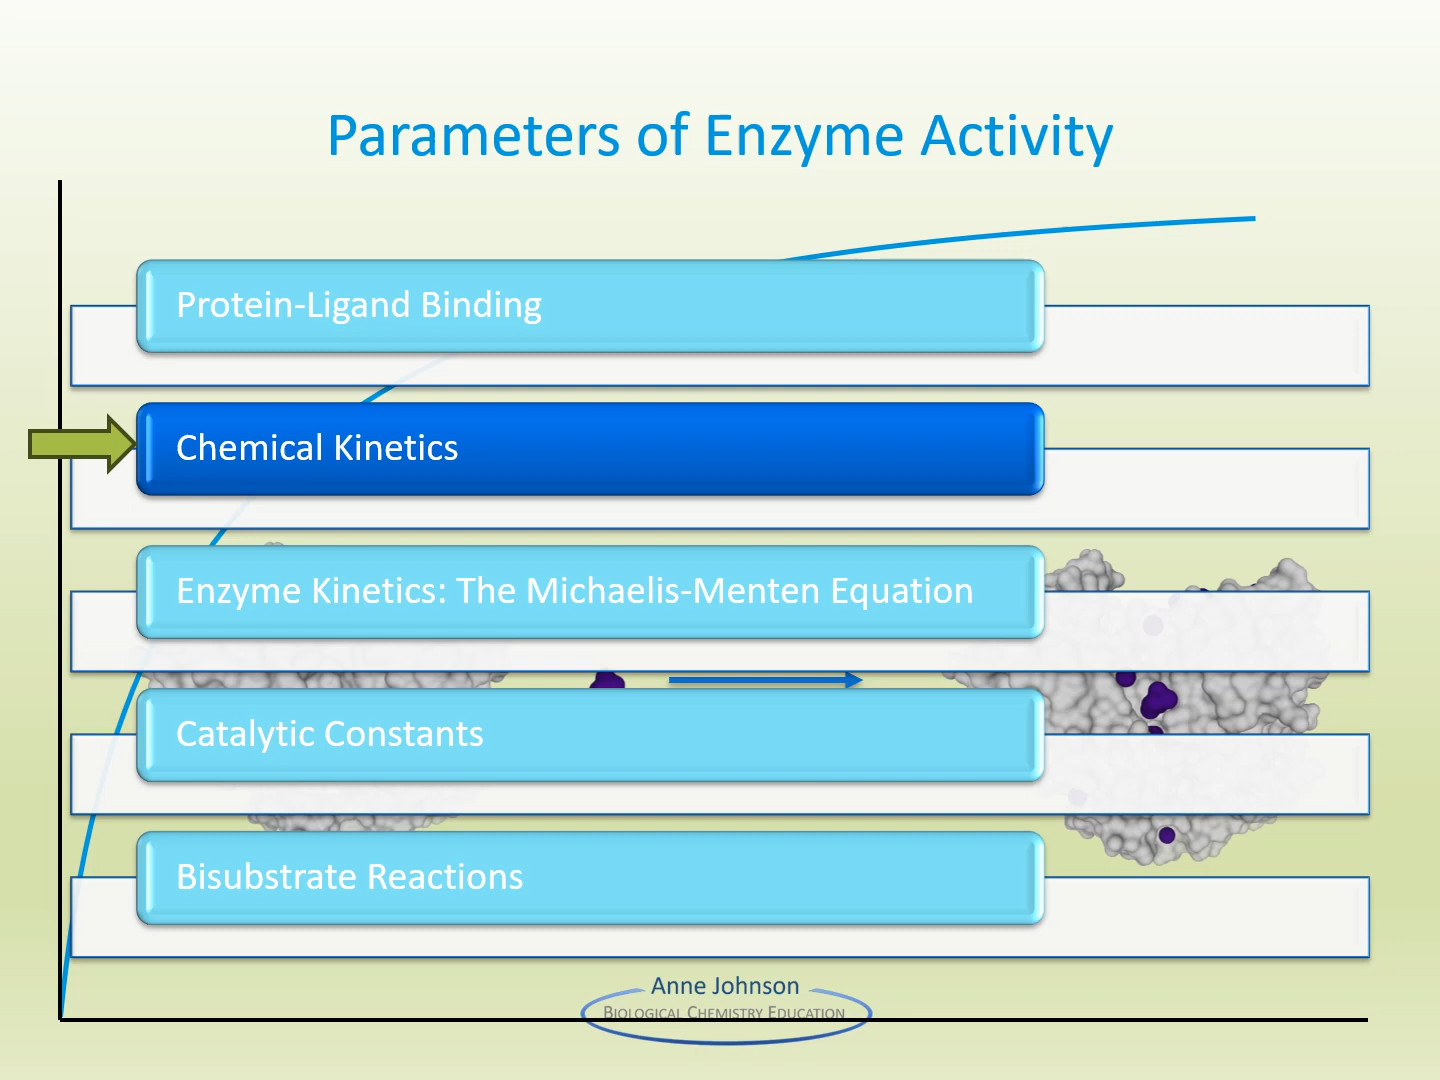 Parameters of Enzyme Activity
Protein-Ligand Binding
Chemical Kinetics
Enzyme Kinetics: The Michaelis-Menten Equation
Catalytic Constants
Bisubstrate Reactions
Anne Johnson
Biological Chemistry Education